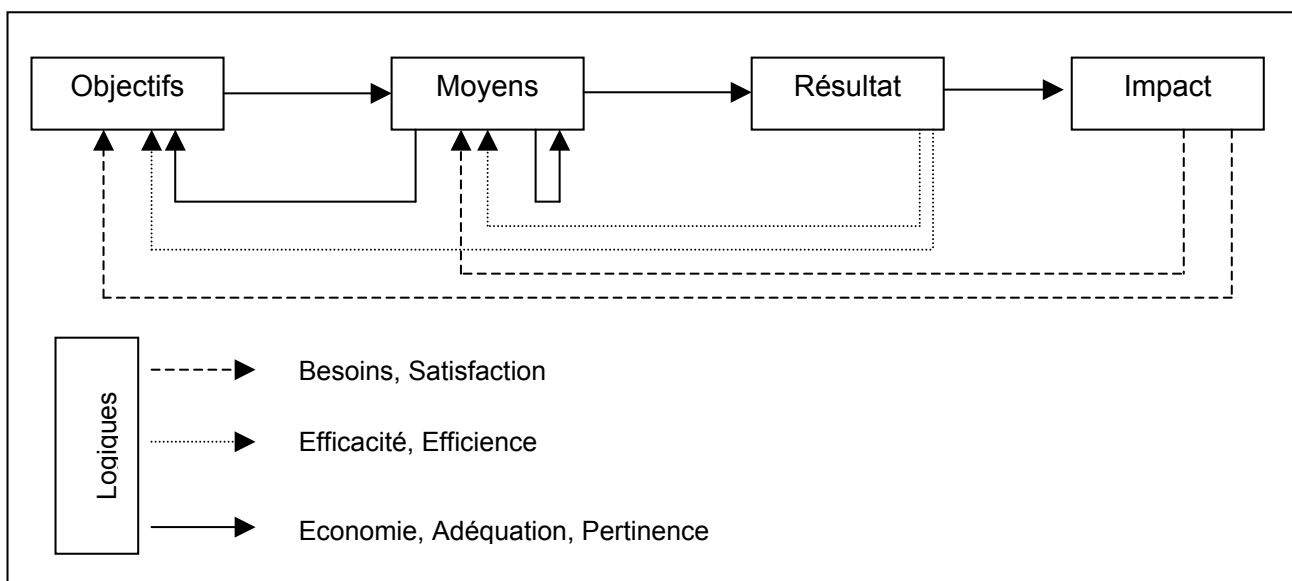 Objectifs
Moyens
Résultat
Impact
Logiques
Besoins, Satisfaction
Efficacité, Efficience
Economie, Adéquation, Pertinence